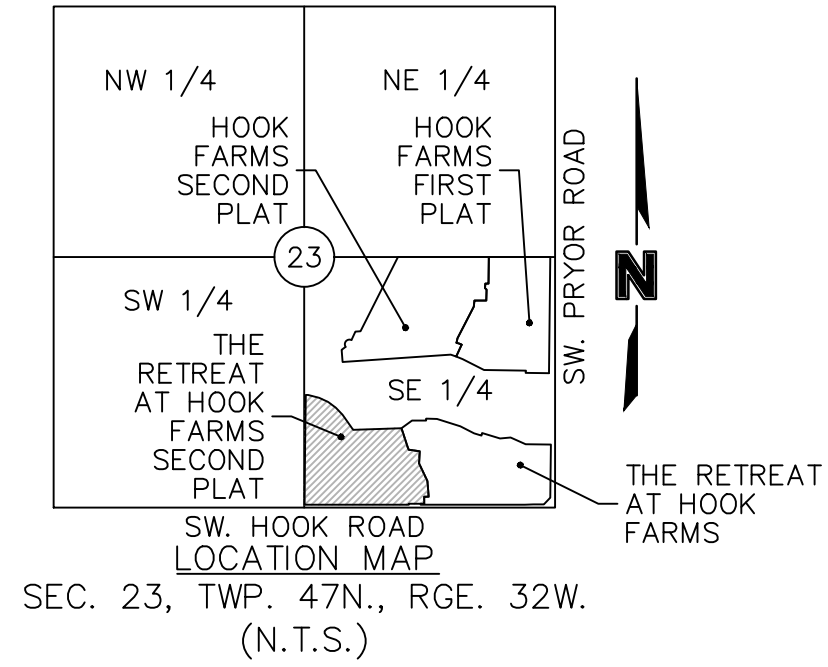 NW 1/4
NE 1/4
HOOK
FARMS
SECOND
PLAT
HOOK
FARMS
FIRST
PLAT
SW. PRYOR ROAD
N
23
SW 1/4
SE 1/4
THE
RETREAT
AT HOOK
FARMS
SECOND
PLAT
THE RETREAT
AT HOOK
FARMS
SW. HOOK ROAD
LOCATION MAP
SEC. 23, TWP. 47N., RGE. 32W.
(N.T.S.)